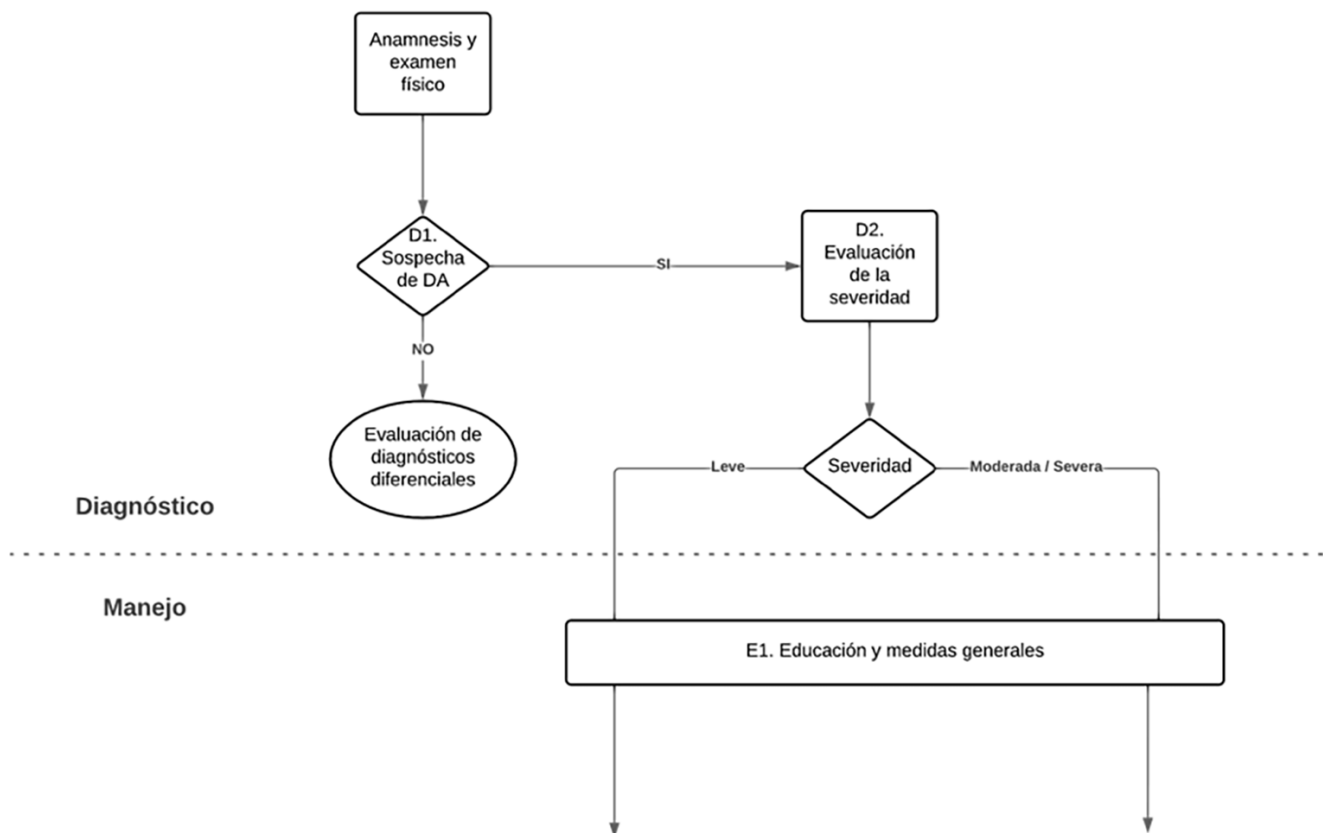 Anamnesis y
examen
físico
D1.
Sospecha
de DA
SI
D2.
Evaluación
de la
severidad
NO
Evaluación de
diagnósticos
diferenciales
Leve
Severidad
Moderada / Severa
Diagnóstico
Manejo
E1. Educación y medidas generales